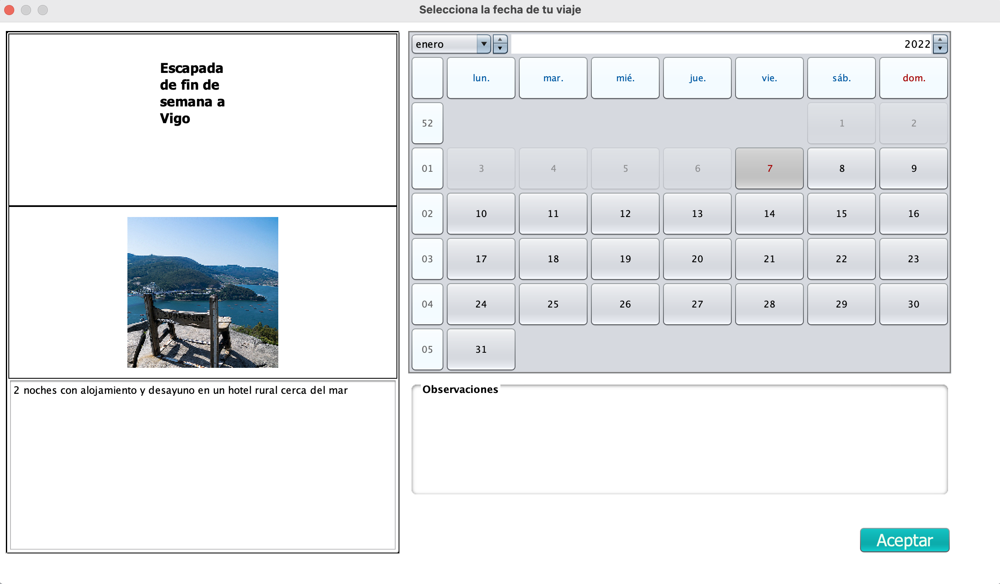 Selecciona la fecha de tu viaje
Escapada
de fin de
semana a
Vigo
2 noches con alojamiento y desayuno en un hotel rural cerca del mar
enero 2022
lun. mar. mié. jue. vie. sáb. dom.
52 1 2
01 3 4 5 6 7 8 9
02 10 11 12 13 14 15 16
03 17 18 19 20 21 22 23
04 24 25 26 27 28 29 30
05 31
Observaciones
Aceptar